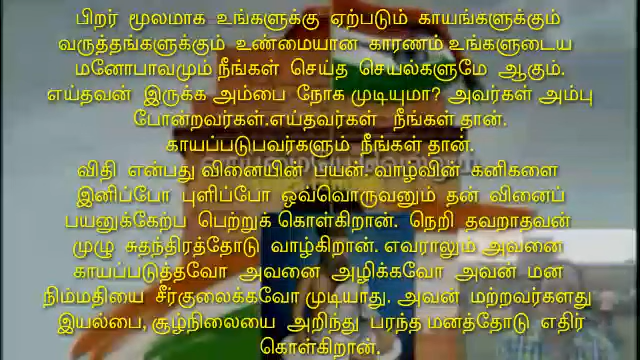 பிறர் மூலமாக உங்களுக்கு ஏற்படும் காயங்களுக்கும்
வருத்தங்களுக்கும் உண்மையான காரணம் உங்களுடைய
மனோபாவமும் நீங்கள் செய்த செயல்களுமே ஆகும்.
எய்தவன் இருக்க அம்பை நோக முடியுமா? அவர்கள் அம்பு
போன்றவர்கள்.எய்தவர்கள் நீங்கள் தான்.
காயப்படுபவர்களும் நீங்கள் தான்.
விதி என்பது வினையின் பயன். வாழ்வின் கனிகளை
இனிப்போ புளிப்போ ஒவ்வொருவனும் தன் வினைப்
பயனுக்கேற்ப பெற்றுக் கொள்கிறான். நெறி தவறாதவன்
முழு சுதந்திரத்தோடு வாழ்கிறான். எவராலும் அவனை
காயப்படுத்தவோ அவனை அழிக்கவோ அவன் மன
நிம்மதியை சீர்குலைக்கவோ முடியாது. அவன் மற்றவர்களது
இயல்பை, சூழ்நிலையை அறிந்து பரந்த மனத்தோடு எதிர்
கொள்கிறான்.